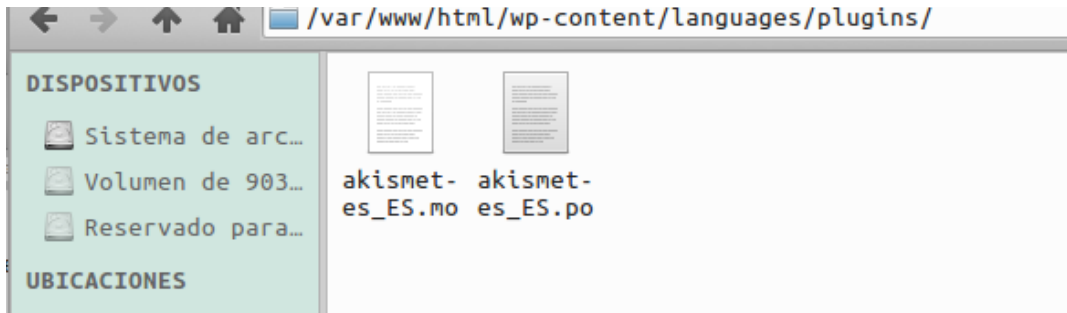 /var/www/html/wp-content/languages/plugins/
DISPOSITIVOS
Sistema de arc...
Volumen de 903...
Reservado para...
UBICACIONES
akismet-
es_ES.mo
akismet-
es_ES.po